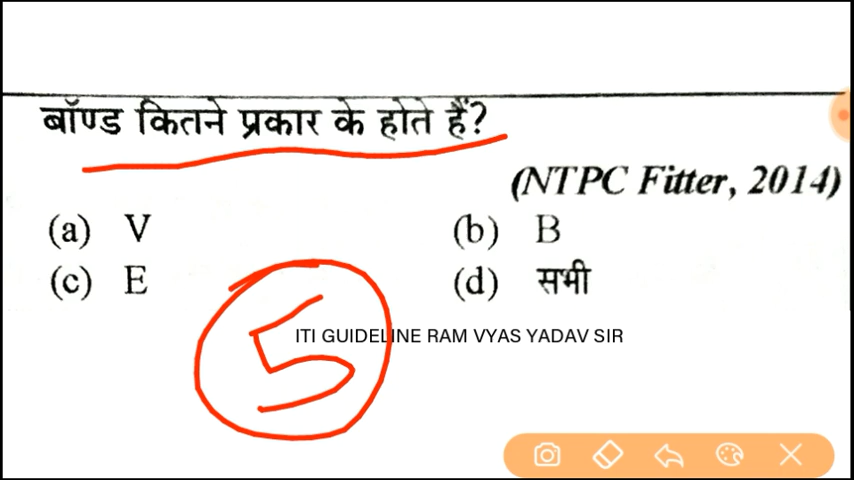 बॉण्ड कितने प्रकार के होते हैं?
(NTPC Fitter, 2014)
(a) V (b) B
(c) E (d) सभी
5
ITI GUIDELINE RAM VYAS YADAV SIR